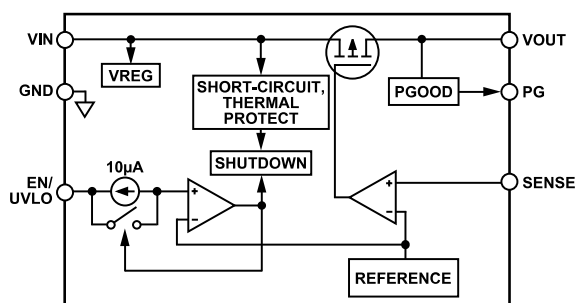 VIN
VOUT
VREG
GND
SHORT-CIRCUIT,
THERMAL
PROTECT
PGOOD
PG
10µA
SHUTDOWN
EN/
UVLO
+
–
+
–
SENSE
REFERENCE